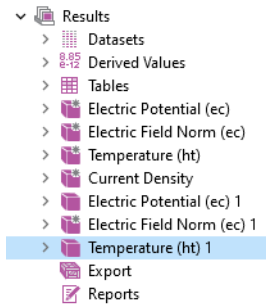 Results
Datasets
8.85
e-12 Derived Values
Tables
Electric Potential (ec)
Electric Field Norm (ec)
Temperature (ht)
Current Density
Electric Potential (ec) 1
Electric Field Norm (ec) 1
Temperature (ht) 1
Export
Reports